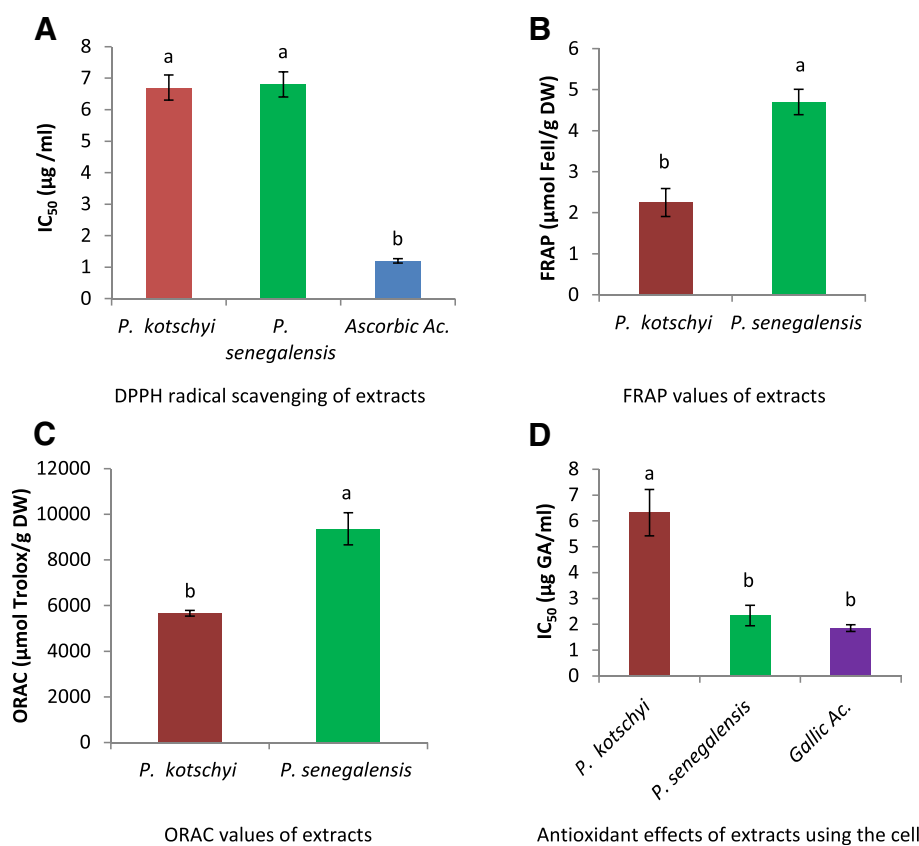 A
IC50 (µg /ml)
8
7
6
5
4
3
2
1
0
a
a
b
P. kotschyi
P. senegalensis
Ascorbic Ac.
DPPH radical scavenging of extracts
B
FRAP (µmol FeII/g DW)
6
5
4
3
2
1
0
b
a
P. kotschyi
P. senegalensis
FRAP values of extracts
C
ORAC (µmol Trolox/g DW)
12000
10000
8000
6000
4000
2000
0
b
a
P. kotschyi
P. senegalensis
ORAC values of extracts
D
IC50 (µg GA/ml)
8
7
6
5
4
3
2
1
0
a
b
b
P. kotschyi
P. senegalensis
Gallic Ac.
Antioxidant effects of extracts using the cell